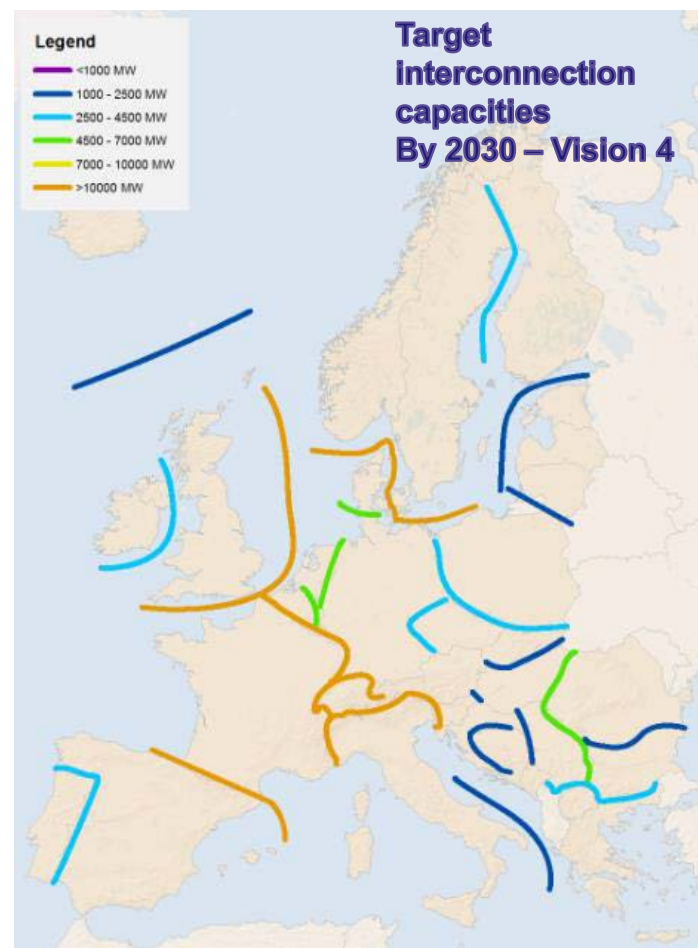 Target
interconnection
capacities
By 2030 – Vision 4
Legend
<1000 MW
1000 - 2500 MW
2500 - 4500 MW
4500 - 7000 MW
7000 - 10000 MW
>10000 MW